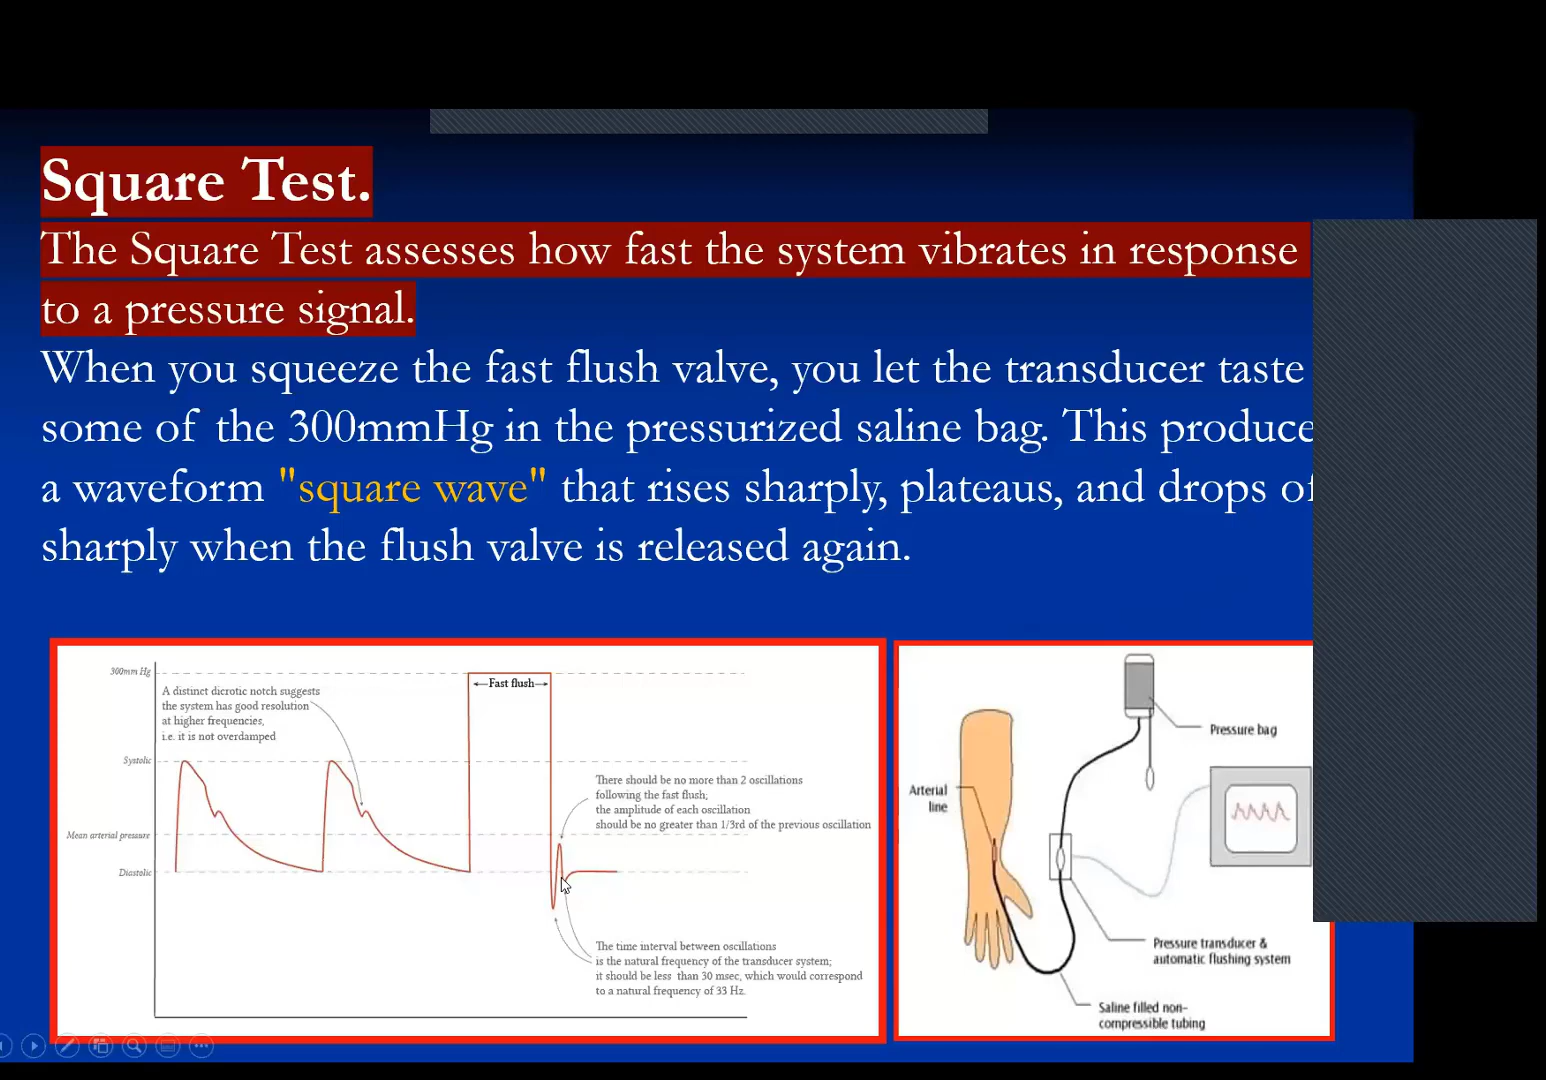 Square Test.
The Square Test assesses how fast the system vibrates in response
to a pressure signal.
When you squeeze the fast flush valve, you let the transducer taste
some of the 300mmHg in the pressurized saline bag. This produce
a waveform "square wave" that rises sharply, plateaus, and drops of
sharply when the flush valve is released again.
300mm Hg
A distinct dicrotic notch suggests
the system has good resolution
at higher frequencies,
i.e. it is not overdamped
Fast flush
Systolic
There should be no more than 2 oscillations
following the fast flush;
the amplitude of each oscillation
should be no greater than 1/3rd of the previous oscillation
Mean arterial pressure
Diastolic
The time interval between oscillations
is the natural frequency of the transducer system;
it should be less than 30 msec, which would correspond
to a natural frequency of 33 Hz.
Pressure bag
Arterial
line
Pressure transducer &
automatic flushing system
Saline filled non-
compressible tubing